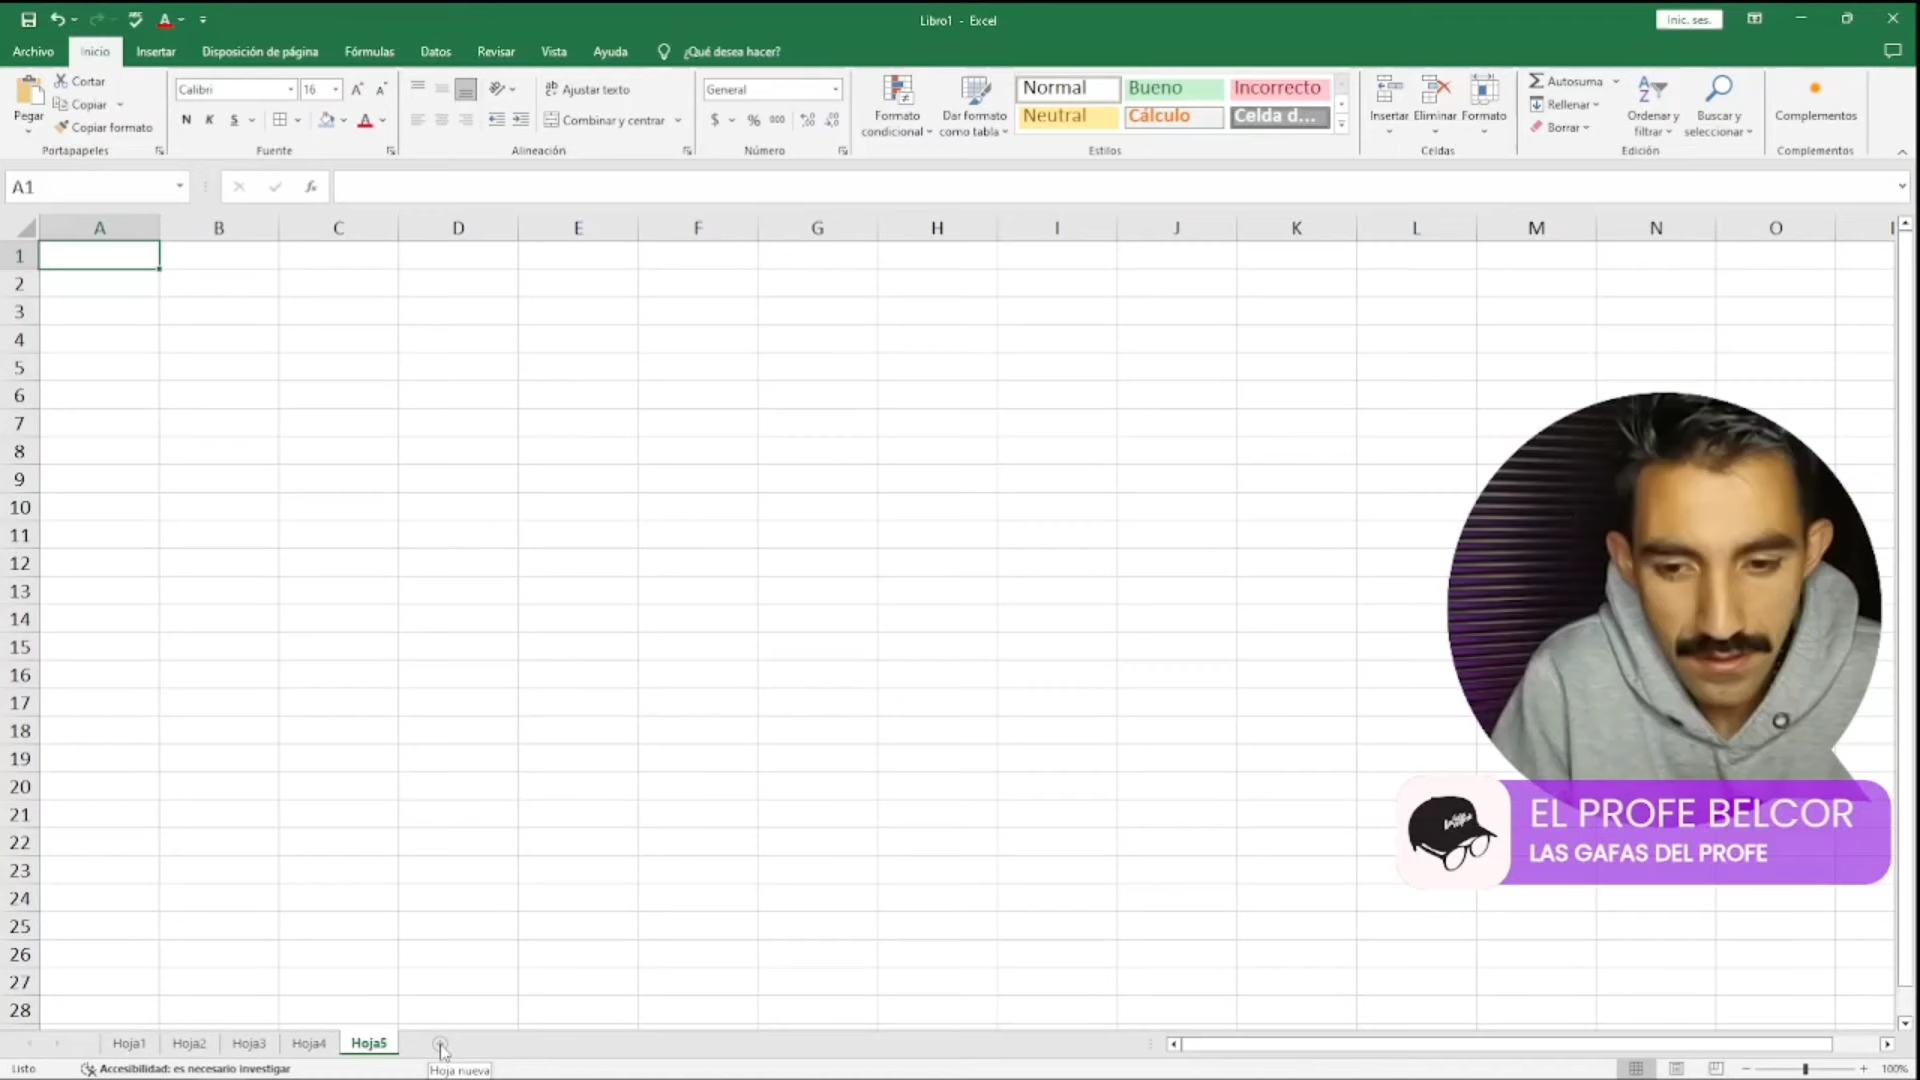 Libro1 - Excel
Inic. ses.
Archivo
Inicio
Insertar
Disposición de página
Fórmulas
Datos
Revisar
Vista
Ayuda
¿Qué desea hacer?
Pegar
Cortar
Copiar
Copiar formato
Portapapeles
Calibri
16
N K S
Fuente
Ajustar texto
Combinar y centrar
Alineación
General
$ % 000
Número
Formato
condicional
Dar formato
como tabla
Normal
Bueno
Incorrecto
Neutral
Cálculo
Celda d...
Estilos
Insertar
Eliminar
Formato
Celdas
Autosuma
Rellenar
Borrar
Ordenar y
filtrar
Buscar y
seleccionar
Edición
Complementos
Complementos
A1
fx
A B C D E F G H I J K L M N O
1
2
3
4
5
6
7
8
9
10
11
12
13
14
15
16
17
18
19
20
21
22
23
24
25
26
27
28
EL PROFE BELCOR
LAS GAFAS DEL PROFE
Hoja1
Hoja2
Hoja3
Hoja4
Hoja5
Hoja nueva
Listo
Accesibilidad: es necesario investigar
100%